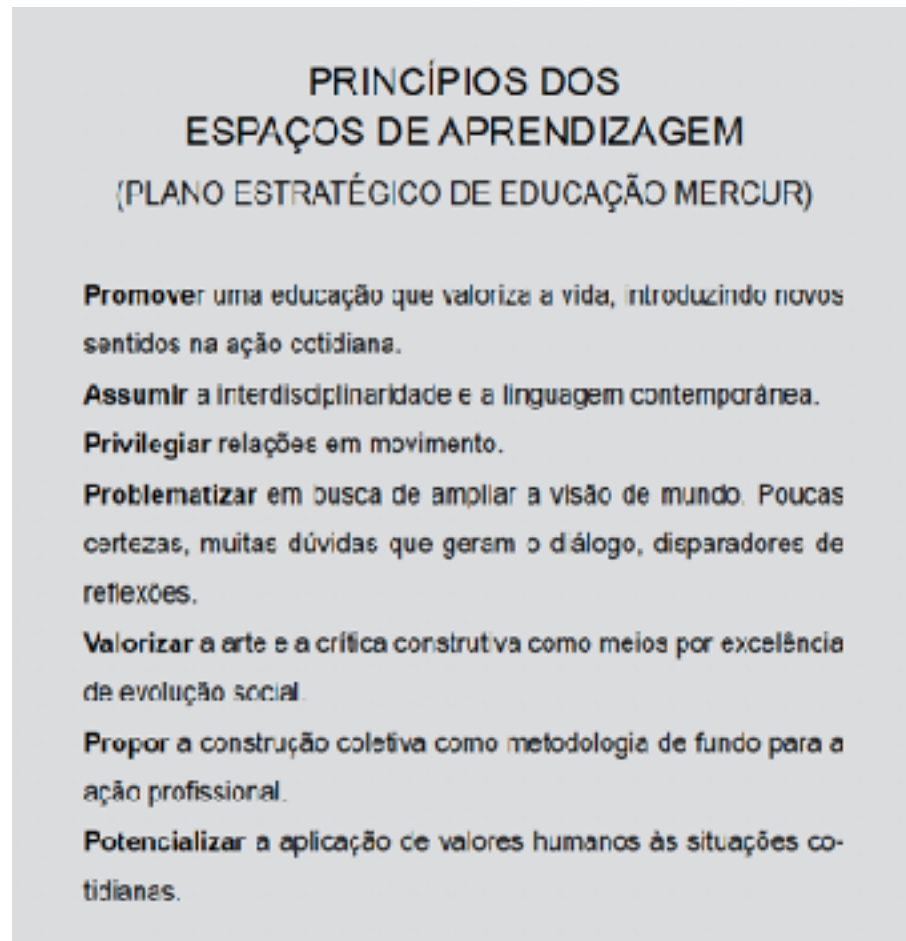 PRINCÍPIOS DOS
ESPAÇOS DE APRENDIZAGEM
(PLANO ESTRATÉGICO DE EDUCAÇÃO MERCUR)
Promover uma educação que valoriza a vida, introduzindo novos
sentidos na ação cotidiana.
Assumir a interdisciplinaridade e a linguagem contemporânea.
Privilegiar relações em movimento.
Problematizar em busca de ampliar a visão de mundo. Poucas
certezas, muitas dúvidas que geram o diálogo, disparadores de
reflexões.
Valorizar a arte e a crítica construtiva como meios por excelência
de evolução social.
Propor a construção coletiva como metodologia de fundo para a
ação profissional.
Potencializar a aplicação de valores humanos às situações co-
tidianas.